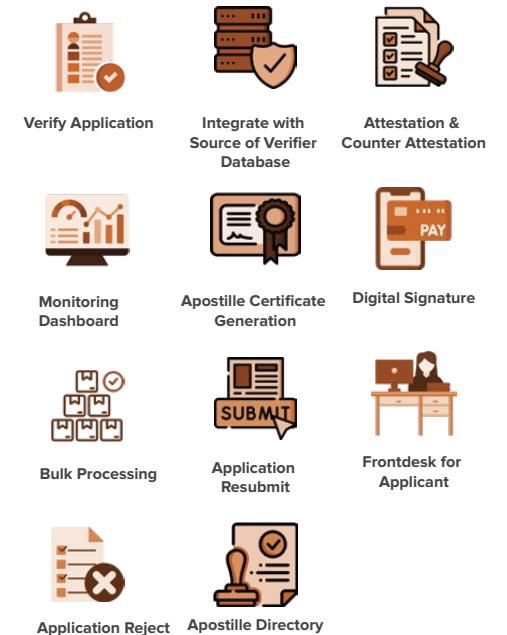 Verify Application
Integrate with
Source of Verifier
Database
Attestation &
Counter Attestation
Monitoring
Dashboard
Apostille Certificate
Generation
PAY
Digital Signature
Bulk Processing
SUBMIT
Application
Resubmit
Frontdesk for
Applicant
Application Reject
Apostille Directory